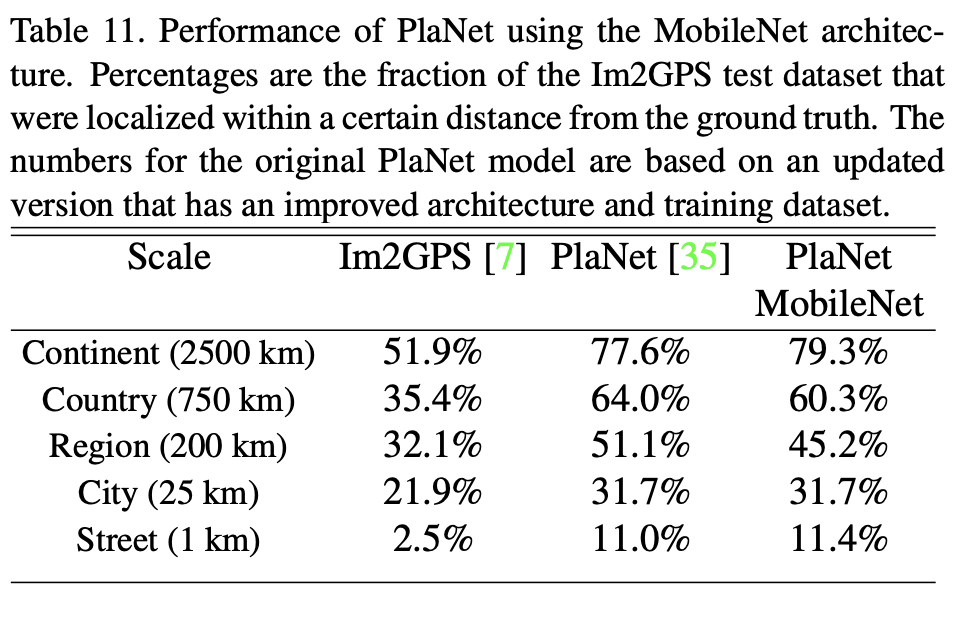 Table 11. Performance of PlaNet using the MobileNet architec-
ture. Percentages are the fraction of the Im2GPS test dataset that
were localized within a certain distance from the ground truth. The
numbers for the original PlaNet model are based on an updated
version that has an improved architecture and training dataset.
Scale Im2GPS [7] PlaNet [35] PlaNet
MobileNet
Continent (2500 km) 51.9% 77.6% 79.3%
Country (750 km) 35.4% 64.0% 60.3%
Region (200 km) 32.1% 51.1% 45.2%
City (25 km) 21.9% 31.7% 31.7%
Street (1 km) 2.5% 11.0% 11.4%